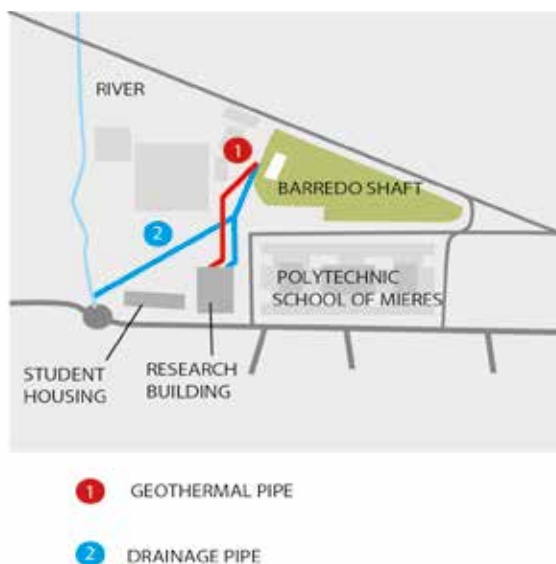 RIVER
1
BARREDO SHAFT
2
POLYTECHNIC
SCHOOL OF MIERES
STUDENT
HOUSING
RESEARCH
BUILDING
1 GEOTHERMAL PIPE
2 DRAINAGE PIPE